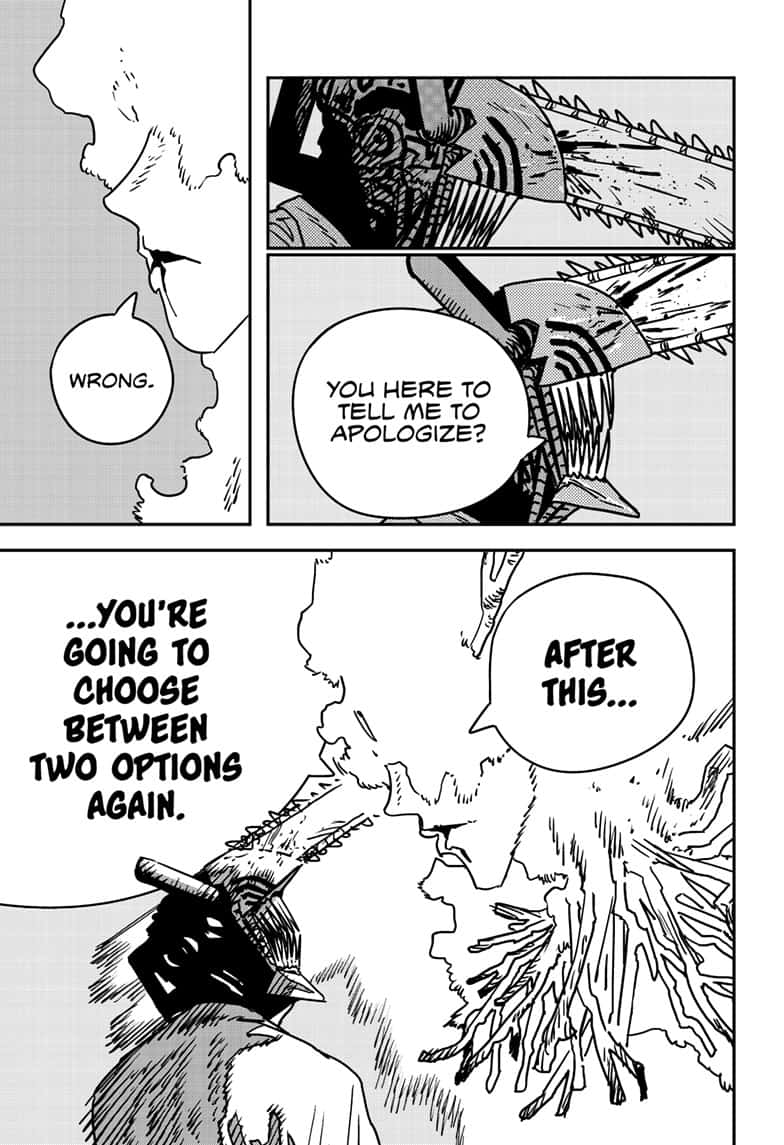 YOU HERE TO
TELL ME TO
APOLOGIZE?
WRONG.
AFTER
THIS...
...YOU'RE
GOING TO
CHOOSE
BETWEEN
TWO OPTIONS
AGAIN.